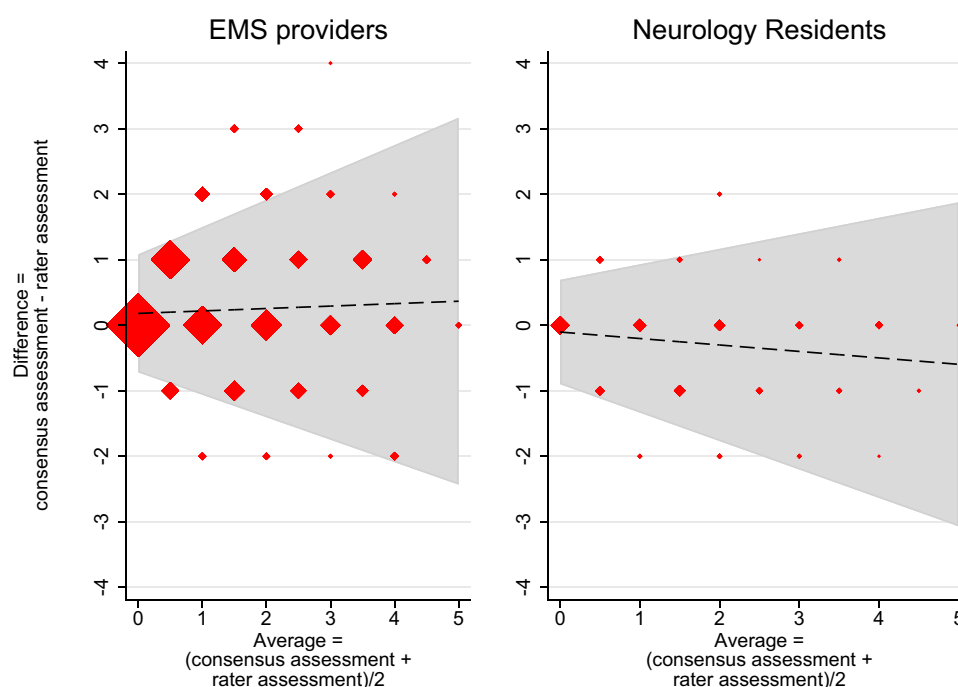 EMS providers
Neurology Residents
Difference =
consensus assessment - rater assessment
4
3
2
1
0
-1
-2
-3
-4
0 1 2 3 4 5
Average =
(consensus assessment +
rater assessment)/2
4
3
2
1
0
-1
-2
-3
-4
0 1 2 3 4 5
Average =
(consensus assessment +
rater assessment)/2